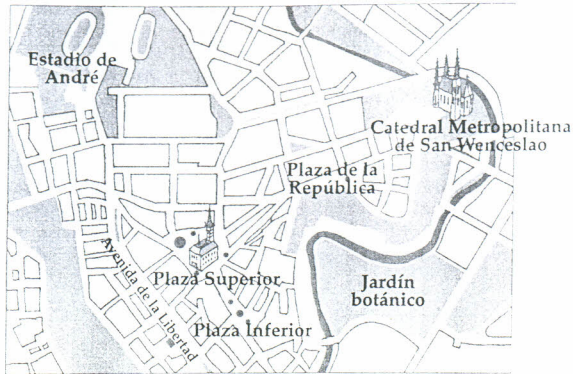 Estadio de
André
Catedral Metropolitana
de San Wenceslao
Plaza de la
República
Avenida de la Libertad
Plaza Superior
Jardín
botánico
Plaza Inferior